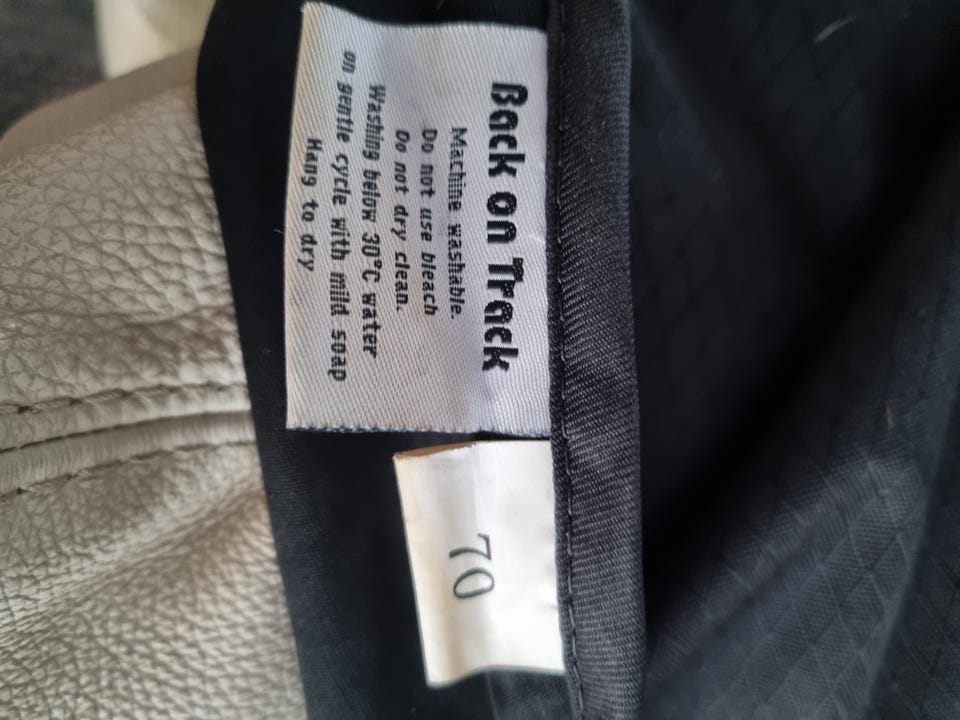 Back on Track
Machine washable.
Do not use bleach
Do not dry clean.
Washing below 30°C water
on gentle cycle with mild soap
Hang to dry
70